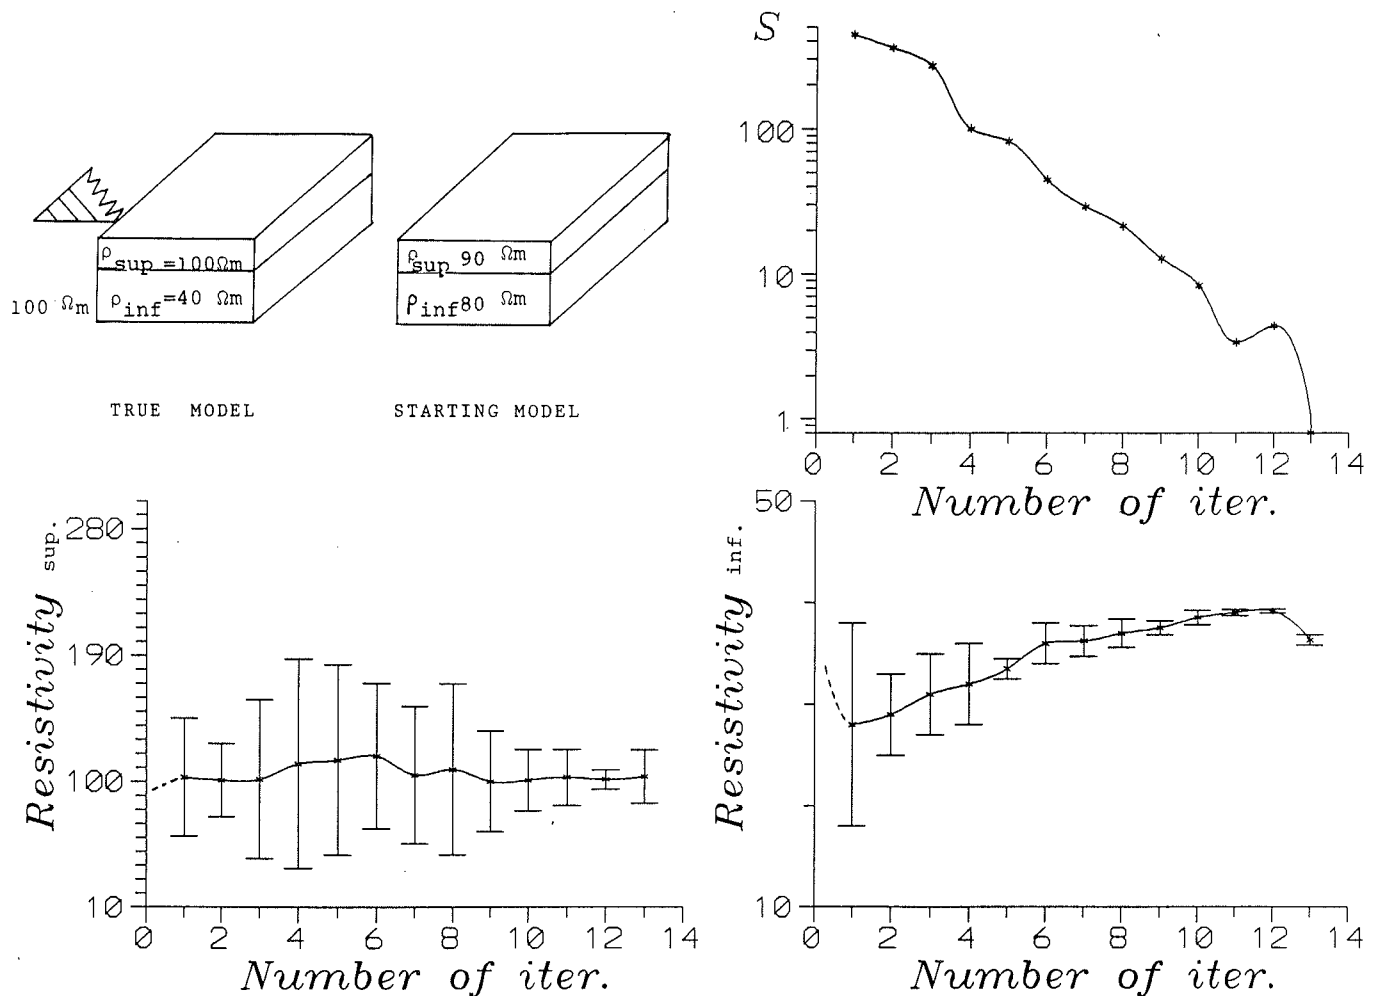 ρsup =100Ωm
ρinf =40 Ωm
100 Ωm
TRUE MODEL
ρsup 90 Ωm
ρinf 80 Ωm
STARTING MODEL
S
100
10
1
0 2 4 6 8 10 12 14
Number of iter.
Resistivity sup.
280
190
100
10
0 2 4 6 8 10 12 14
Number of iter.
Resistivity inf.
50
10
0 2 4 6 8 10 12 14
Number of iter.